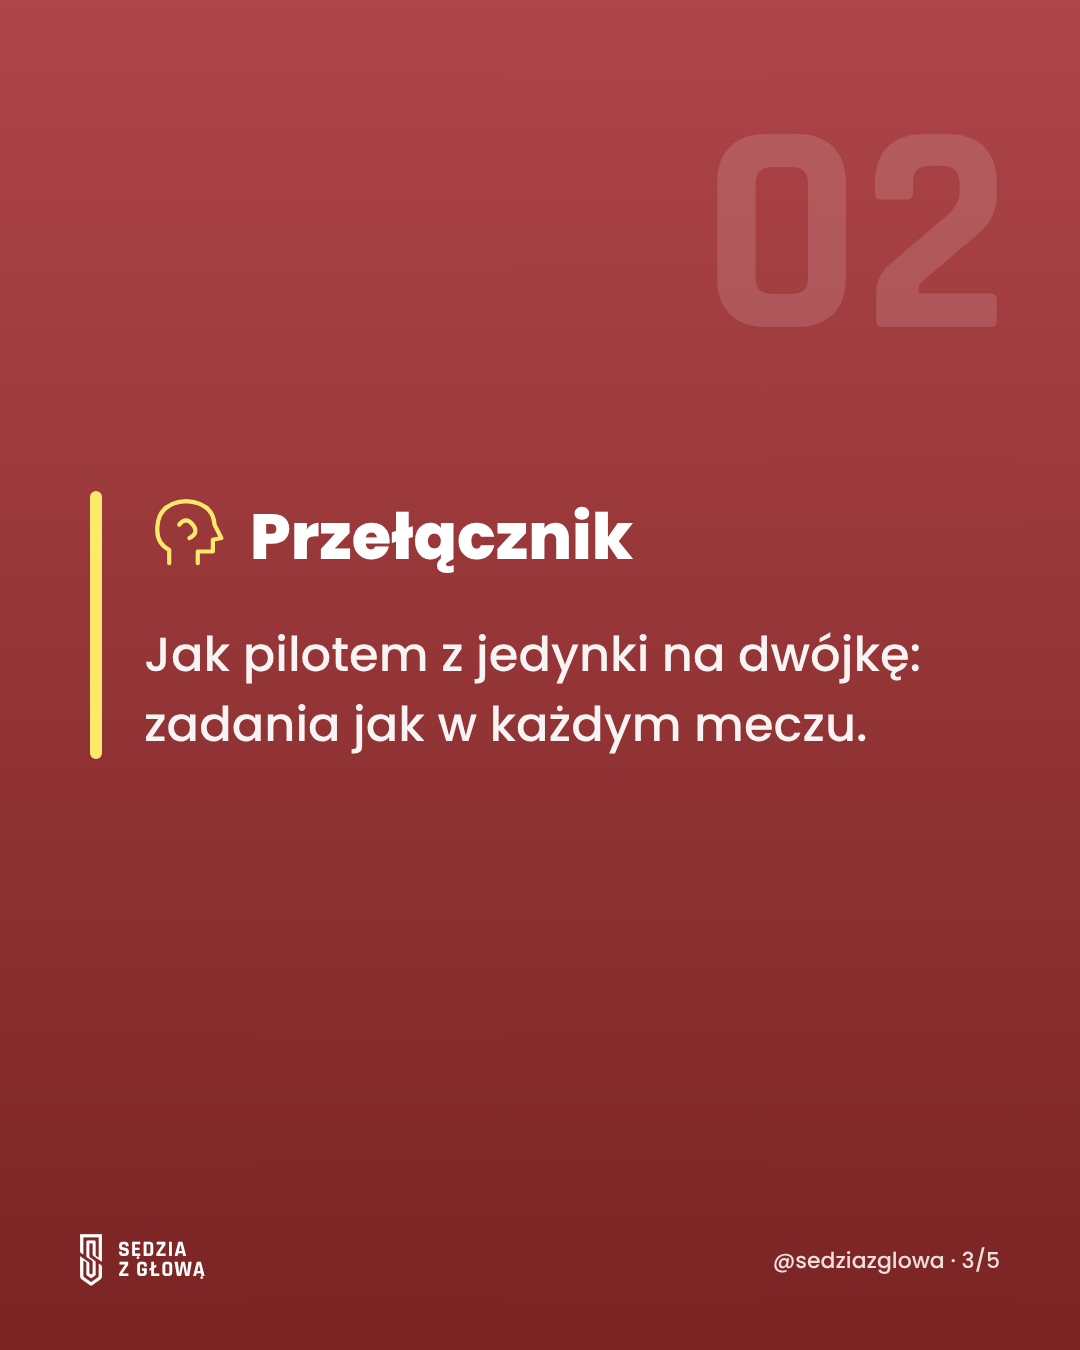 02
Przełącznik
Jak pilotem z jedynki na dwójkę:
zadania jak w każdym meczu.
SĘDZIA
Z GŁOWĄ
@sedziazglowa · 3/5